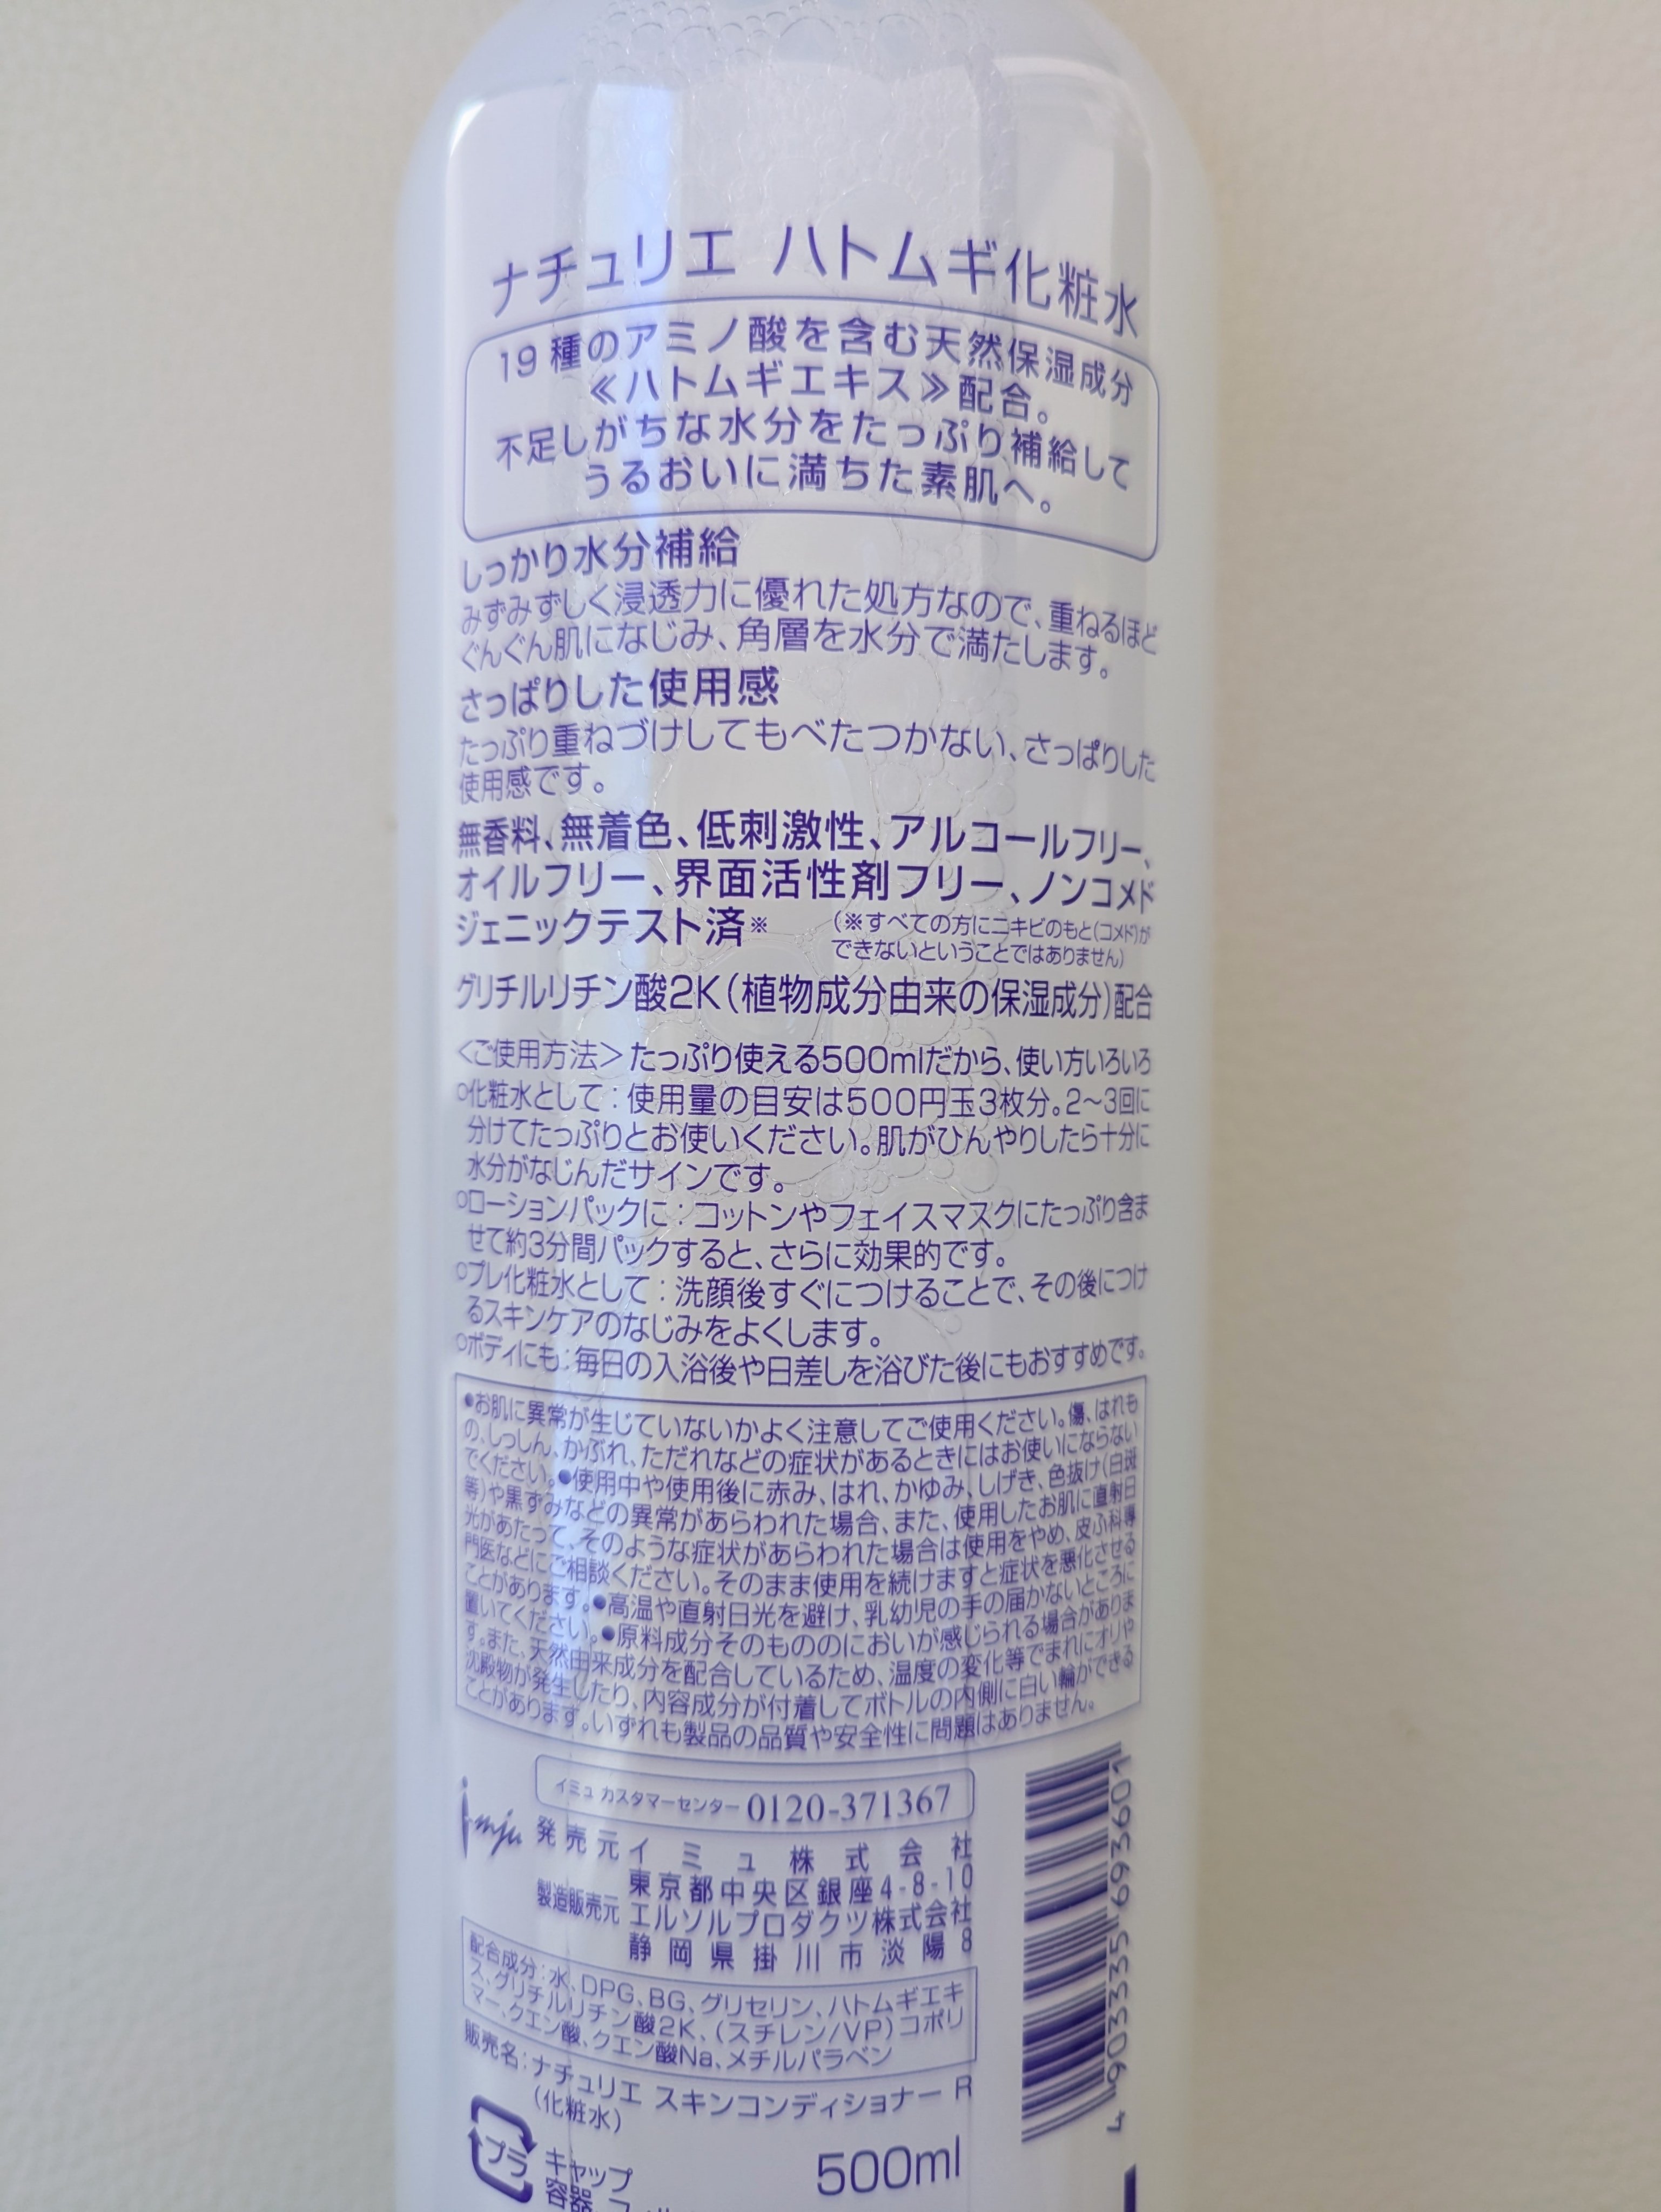 ナチュリエ ハトムギ化粧水
19種のアミノ酸を含む天然保湿成分
≪ハトムギエキス≫配合。
不足しがちな水分をたっぷり補給して
うるおいに満ちた素肌へ。
しっかり水分補給
みずみずしく浸透力に優れた処方なので、重ねるほど
ぐんぐん肌になじみ、角層を水分で満たします。
さっぱりした使用感
たっぷり重ねづけしてもべたつかない、さっぱりした
使用感です。
無香料、無着色、低刺激性、アルコールフリー、
オイルフリー、界面活性剤フリー、ノンコメド
ジェニックテスト済※
(※すべての方にニキビのもと(コメド)が
できないということではありません)
グリチルリチン酸2K(植物成分由来の保湿成分)配合
<ご使用方法>たっぷり使える500mlだから、使い方いろいろ
○化粧水として:使用量の目安は500円玉3枚分。2~3回に
分けてたっぷりとお使いください。肌がひんやりしたら十分に
水分がなじんだサインです。
○ローションパックに:コットンやフェイスマスクにたっぷり含ま
せて約3分間パックすると、さらに効果的です。
○プレ化粧水として:洗顔後すぐにつけることで、その後につけ
るスキンケアのなじみをよくします。
○ボディにも:毎日の入浴後や日差しを浴びた後にもおすすめです。
●お肌に異常が生じていないかよく注意してご使用ください。傷、はれも
の、しっしん、かぶれ、ただれなどの症状があるときにはお使いにならない
でください。●使用中や使用後に赤み、はれ、かゆみ、しげき、色抜け(白斑
等)や黒ずみなどの異常があらわれた場合、また、使用したお肌に直射日
光があたって、そのような症状があらわれた場合は使用をやめ、皮ふ科専
門医などにご相談ください。そのまま使用を続けますと症状を悪化させる
ことがあります。●高温や直射日光を避け、乳幼児の手の届かないところに
置いてください。●原料成分そのもののにおいが感じられる場合がありま
す。また、天然由来成分を配合しているため、温度の変化等でまれにオリや
沈殿物が発生したり、内容成分が付着してボトルの内側に白い輪ができる
ことがあります。いずれも製品の品質や安全性に問題はありません。
イミュ カスタマーセンター 0120-371367
imju
発売元 イミュ株式会社
東京都中央区銀座4-8-10
製造販売元 エルソルプロダクツ株式会社
静岡県掛川市淡陽8
配合成分:水、DPG、BG、グリセリン、ハトムギエキ
ス、グリチルリチン酸2K、(スチレン/VP)コポリ
マー、クエン酸、クエン酸Na、メチルパラベン
販売名:ナチュリエ スキンコンディショナー R
(化粧水)
プラ
キャップ
容器
500ml
4903335693601